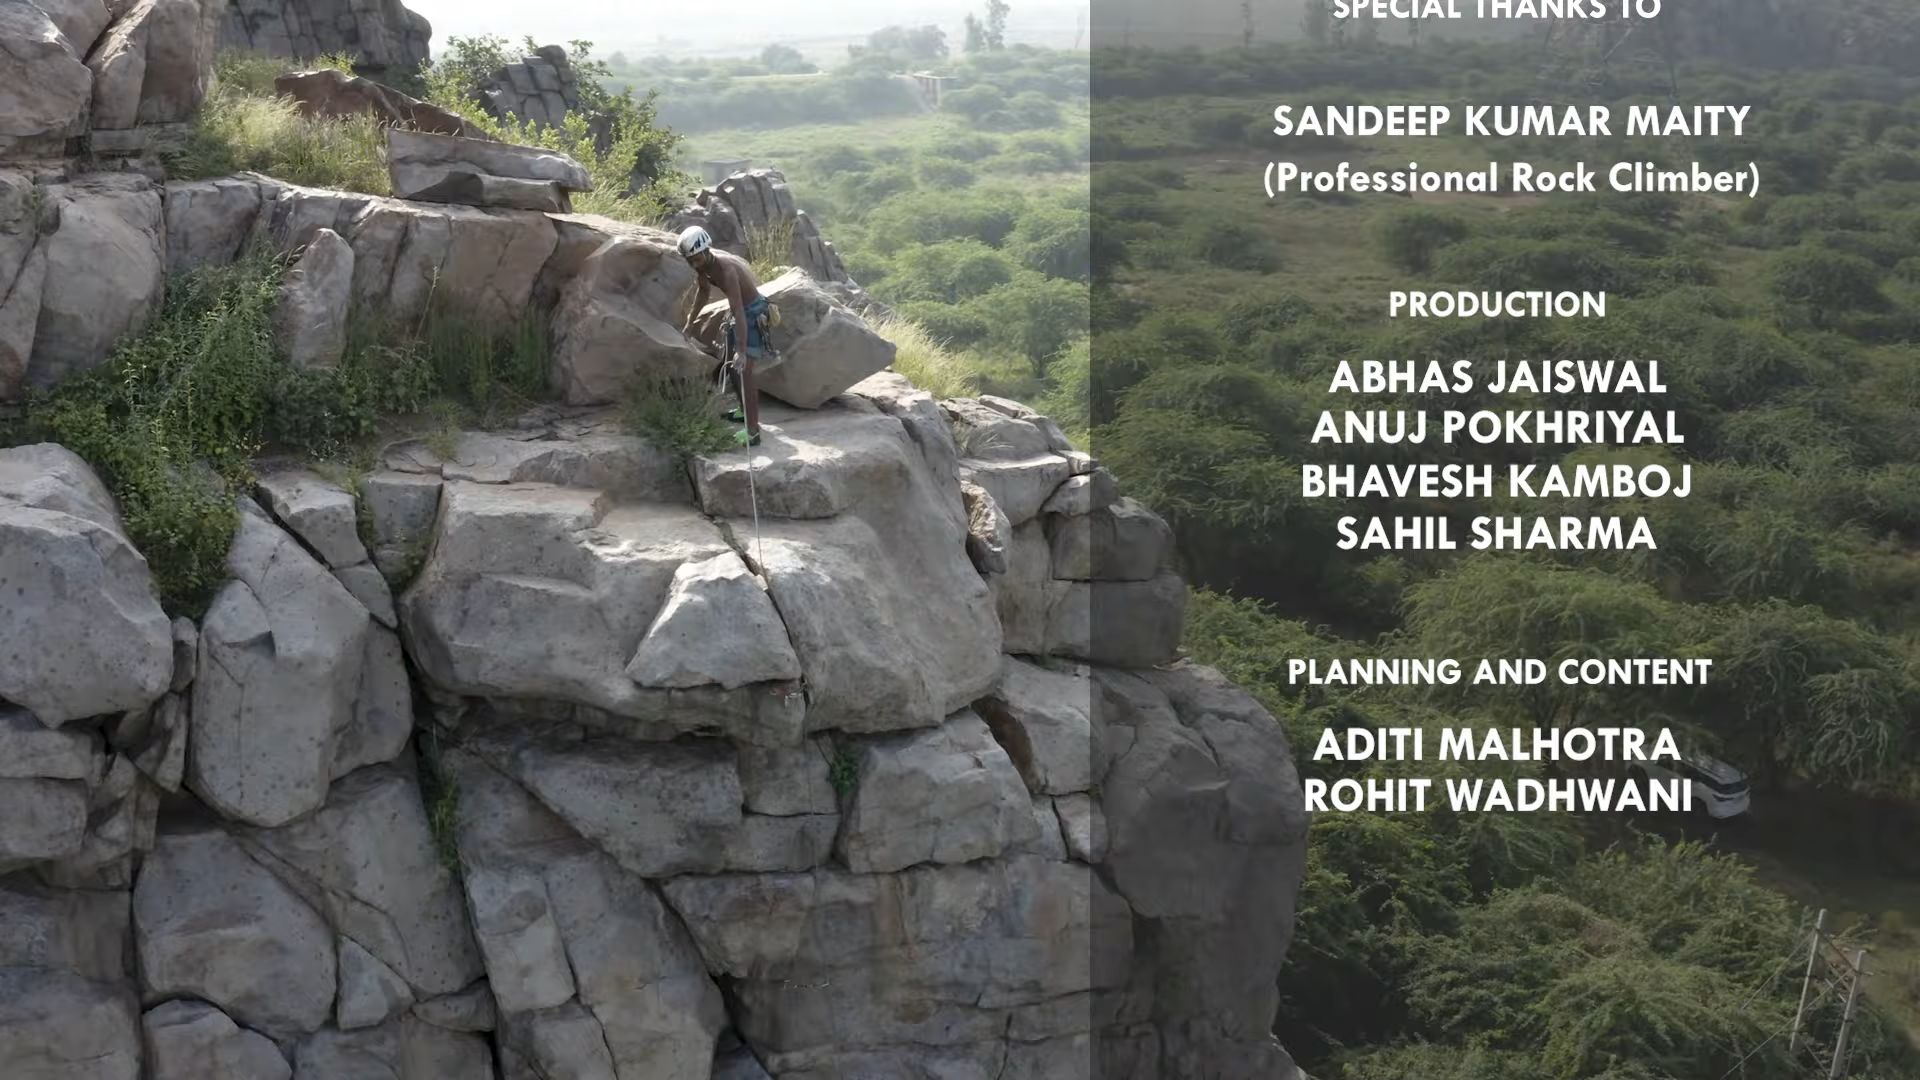 SPECIAL THANKS TO
SANDEEP KUMAR MAITY
(Professional Rock Climber)
PRODUCTION
ABHAS JAISWAL
ANUJ POKHRIYAL
BHAVESH KAMBOJ
SAHIL SHARMA
PLANNING AND CONTENT
ADITI MALHOTRA
ROHIT WADHWANI